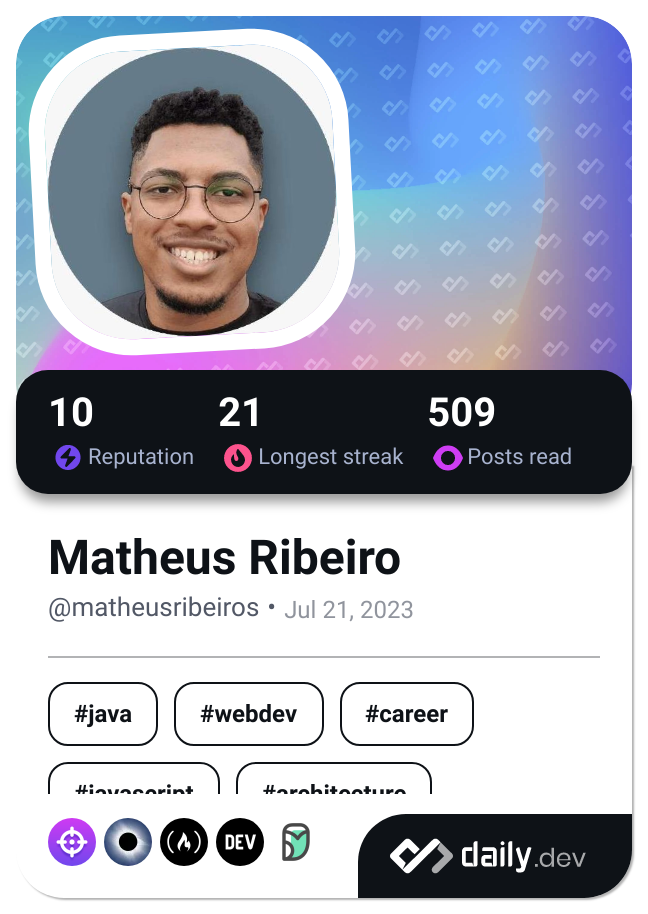 10 21 509
Reputation Longest streak Posts read
Matheus Ribeiro
@matheusribeiros • Jul 21, 2023
#java #webdev #career
#javascript #architecture
DEV daily.dev